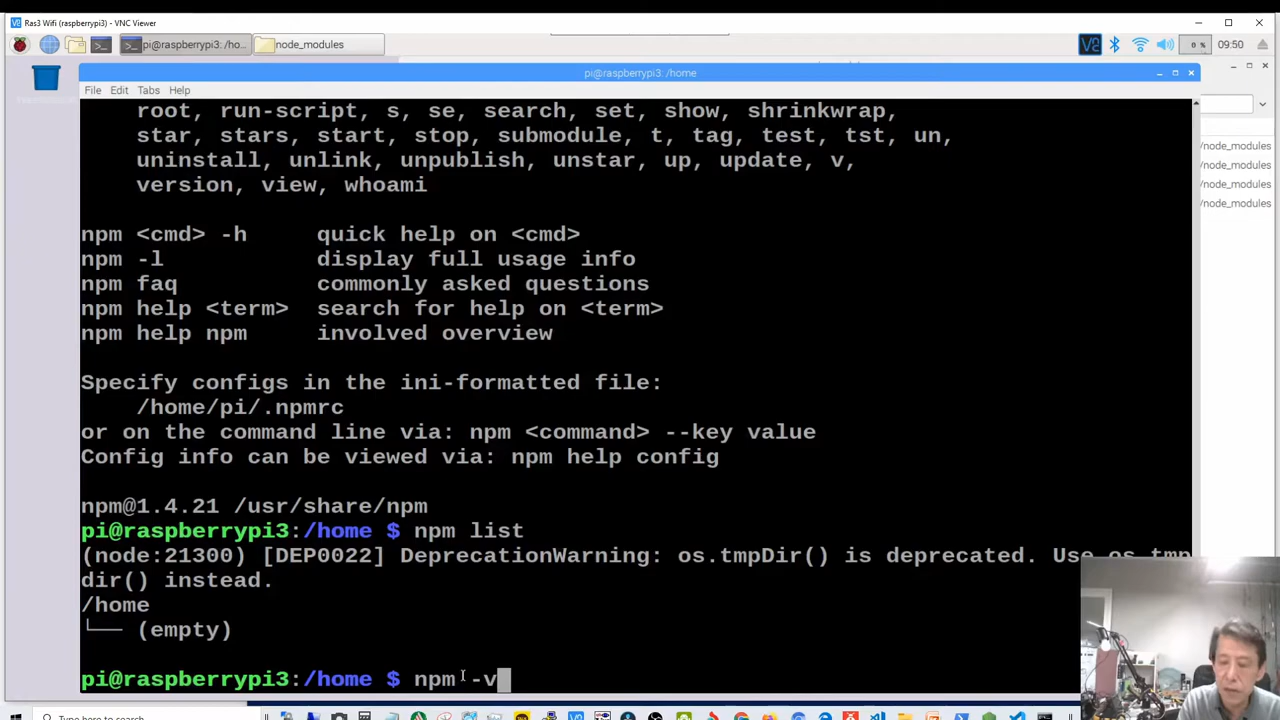 Ras3 Wifi (raspberrypi3) - VNC Viewer
pi@raspberrypi3: /ho...
node_modules
0 %
09:50
pi@raspberrypi3: /home
File Edit Tabs Help
root, run-script, s, se, search, set, show, shrinkwrap,
star, stars, start, stop, submodule, t, tag, test, tst, un,
uninstall, unlink, unpublish, unstar, up, update, v,
version, view, whoami
/node_modules
/node_modules
/node_modules
/node_modules
npm <cmd> -h quick help on <cmd>
npm -l display full usage info
npm faq commonly asked questions
npm help <term> search for help on <term>
npm help npm involved overview
Specify configs in the ini-formatted file:
/home/pi/.npmrc
or on the command line via: npm <command> --key value
Config info can be viewed via: npm help config
npm@1.4.21 /usr/share/npm
pi@raspberrypi3:/home $ npm list
(node:21300) [DEP0022] DeprecationWarning: os.tmpDir() is deprecated. Use os.tmp
dir() instead.
/home
└── (empty)
pi@raspberrypi3:/home $ npm -v
Type here to search